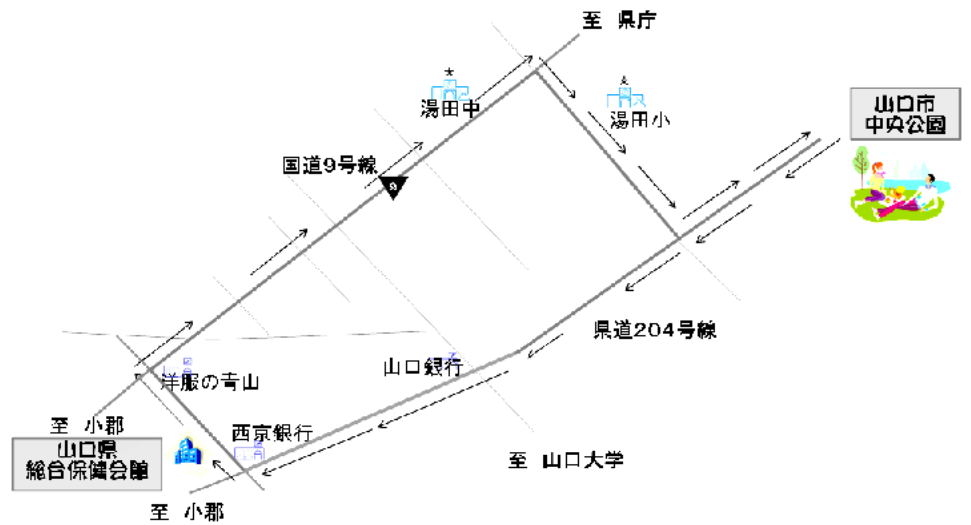 至 県庁
湯田中
湯田小
山口市
中央公園
国道9号線
9
県道204号線
山口銀行
洋服の青山
至 小郡
西京銀行
山口県
総合保健会館
至 山口大学
至 小郡